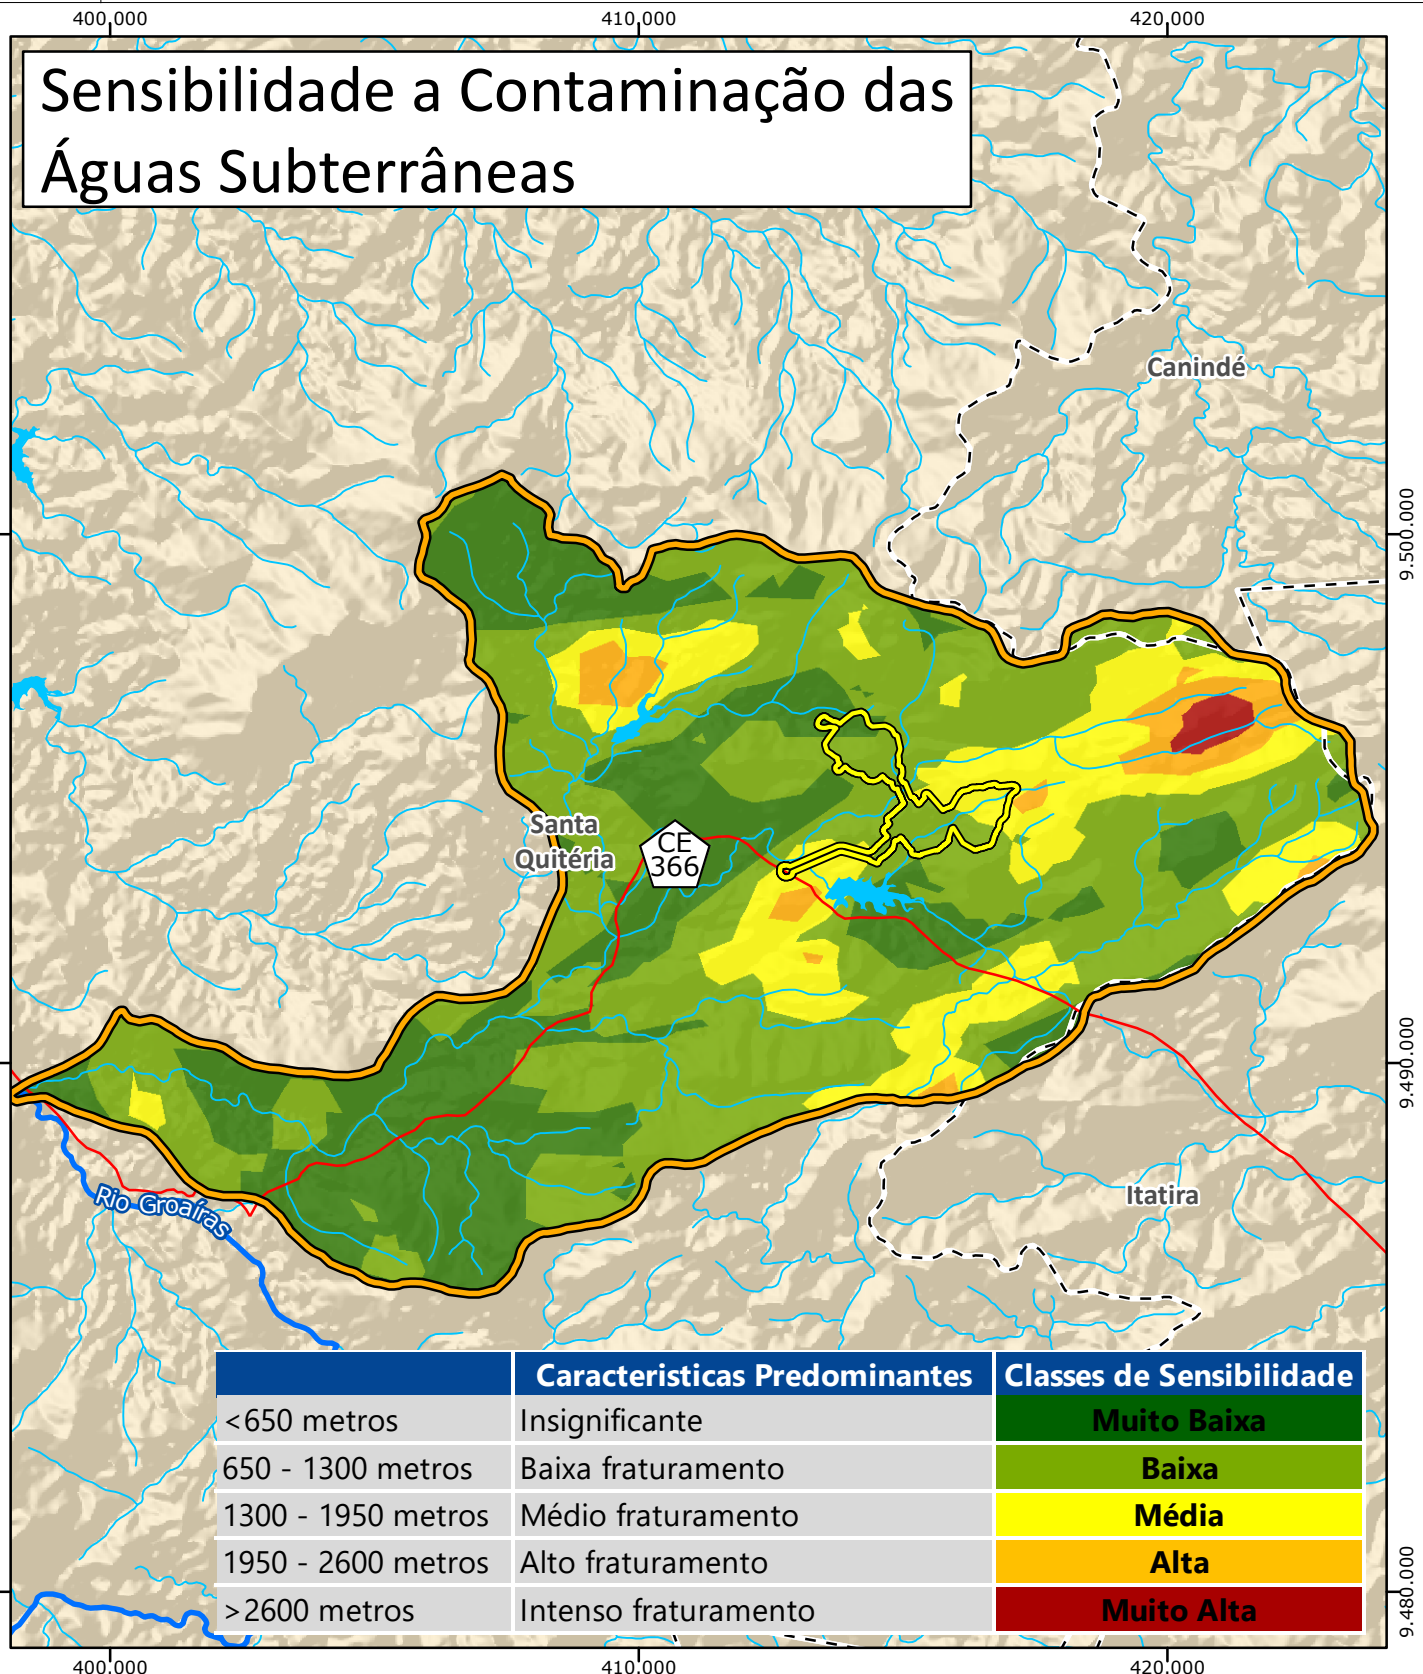 400.000
410.000
420.000
Sensibilidade a Contaminação das
Águas Subterrâneas
Canindé
9.500.000
Santa
Quitéria
CE
366
9.490.000
Rio Groaíras
Itatira
Caracteristicas Predominantes
Classes de Sensibilidade
<650 metros
Insignificante
Muito Baixa
650 - 1300 metros
Baixa fraturamento
Baixa
1300 - 1950 metros
Médio fraturamento
Média
1950 - 2600 metros
Alto fraturamento
Alta
>2600 metros
Intenso fraturamento
Muito Alta
9.480.000
400.000
410.000
420.000